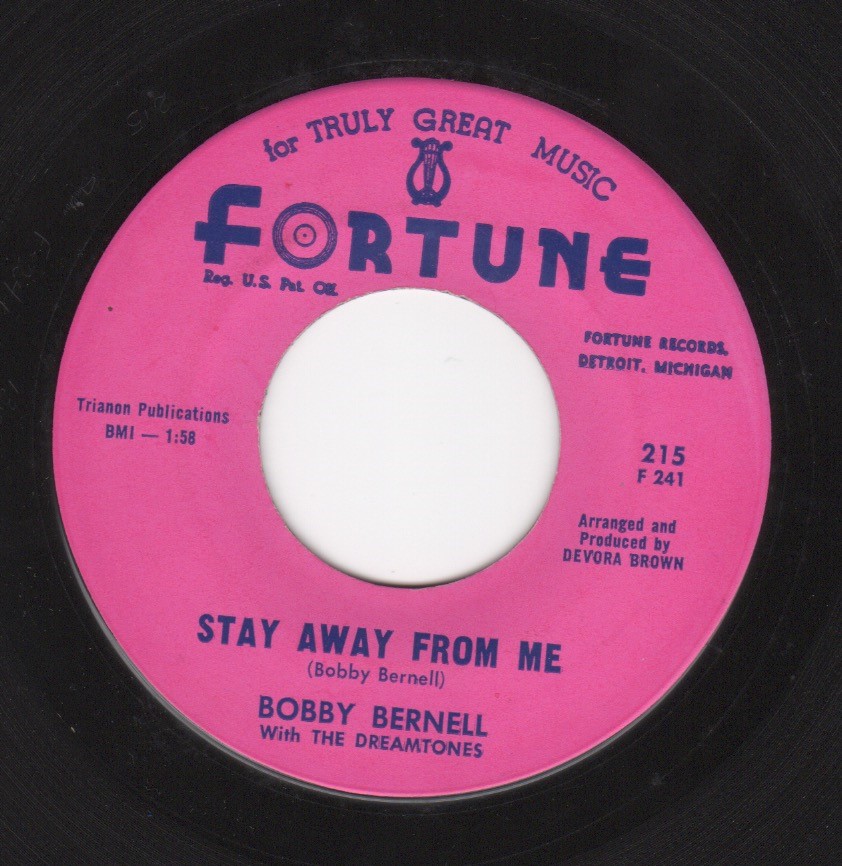 for TRULY GREAT MUSIC
FORTUNE
Reg. U.S. Pat. Off.
FORTUNE RECORDS,
DETROIT, MICHIGAN
Trianon Publications
BMI — 1:58
215
F 241
Arranged and
Produced by
DEVORA BROWN
STAY AWAY FROM ME
(Bobby Bernell)
BOBBY BERNELL
With THE DREAMTONES